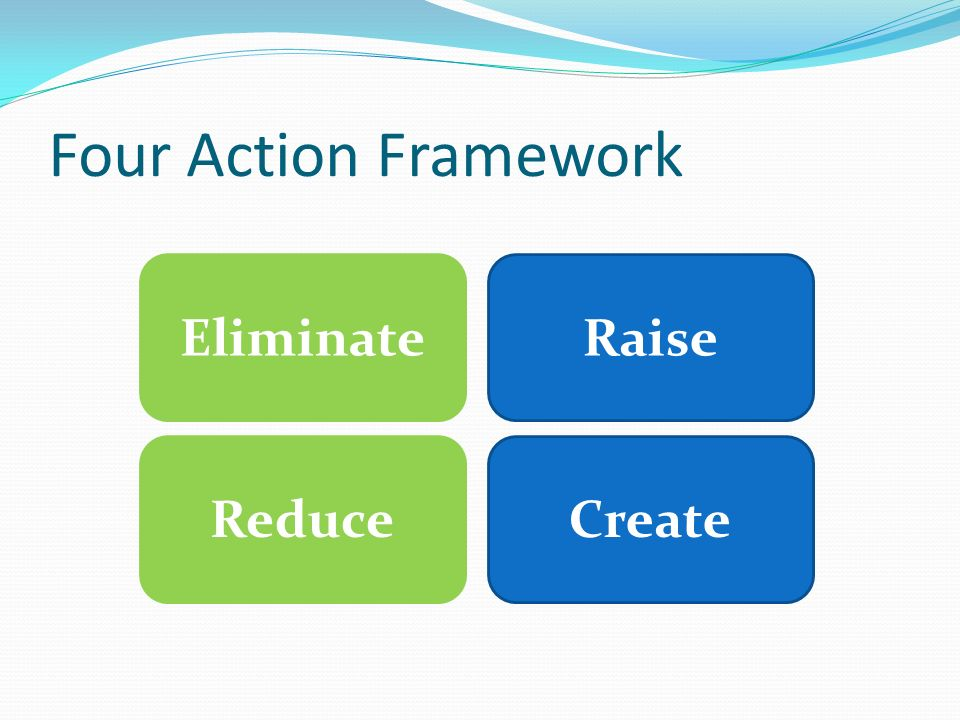 Four Action Framework
Eliminate
Raise
Reduce
Create